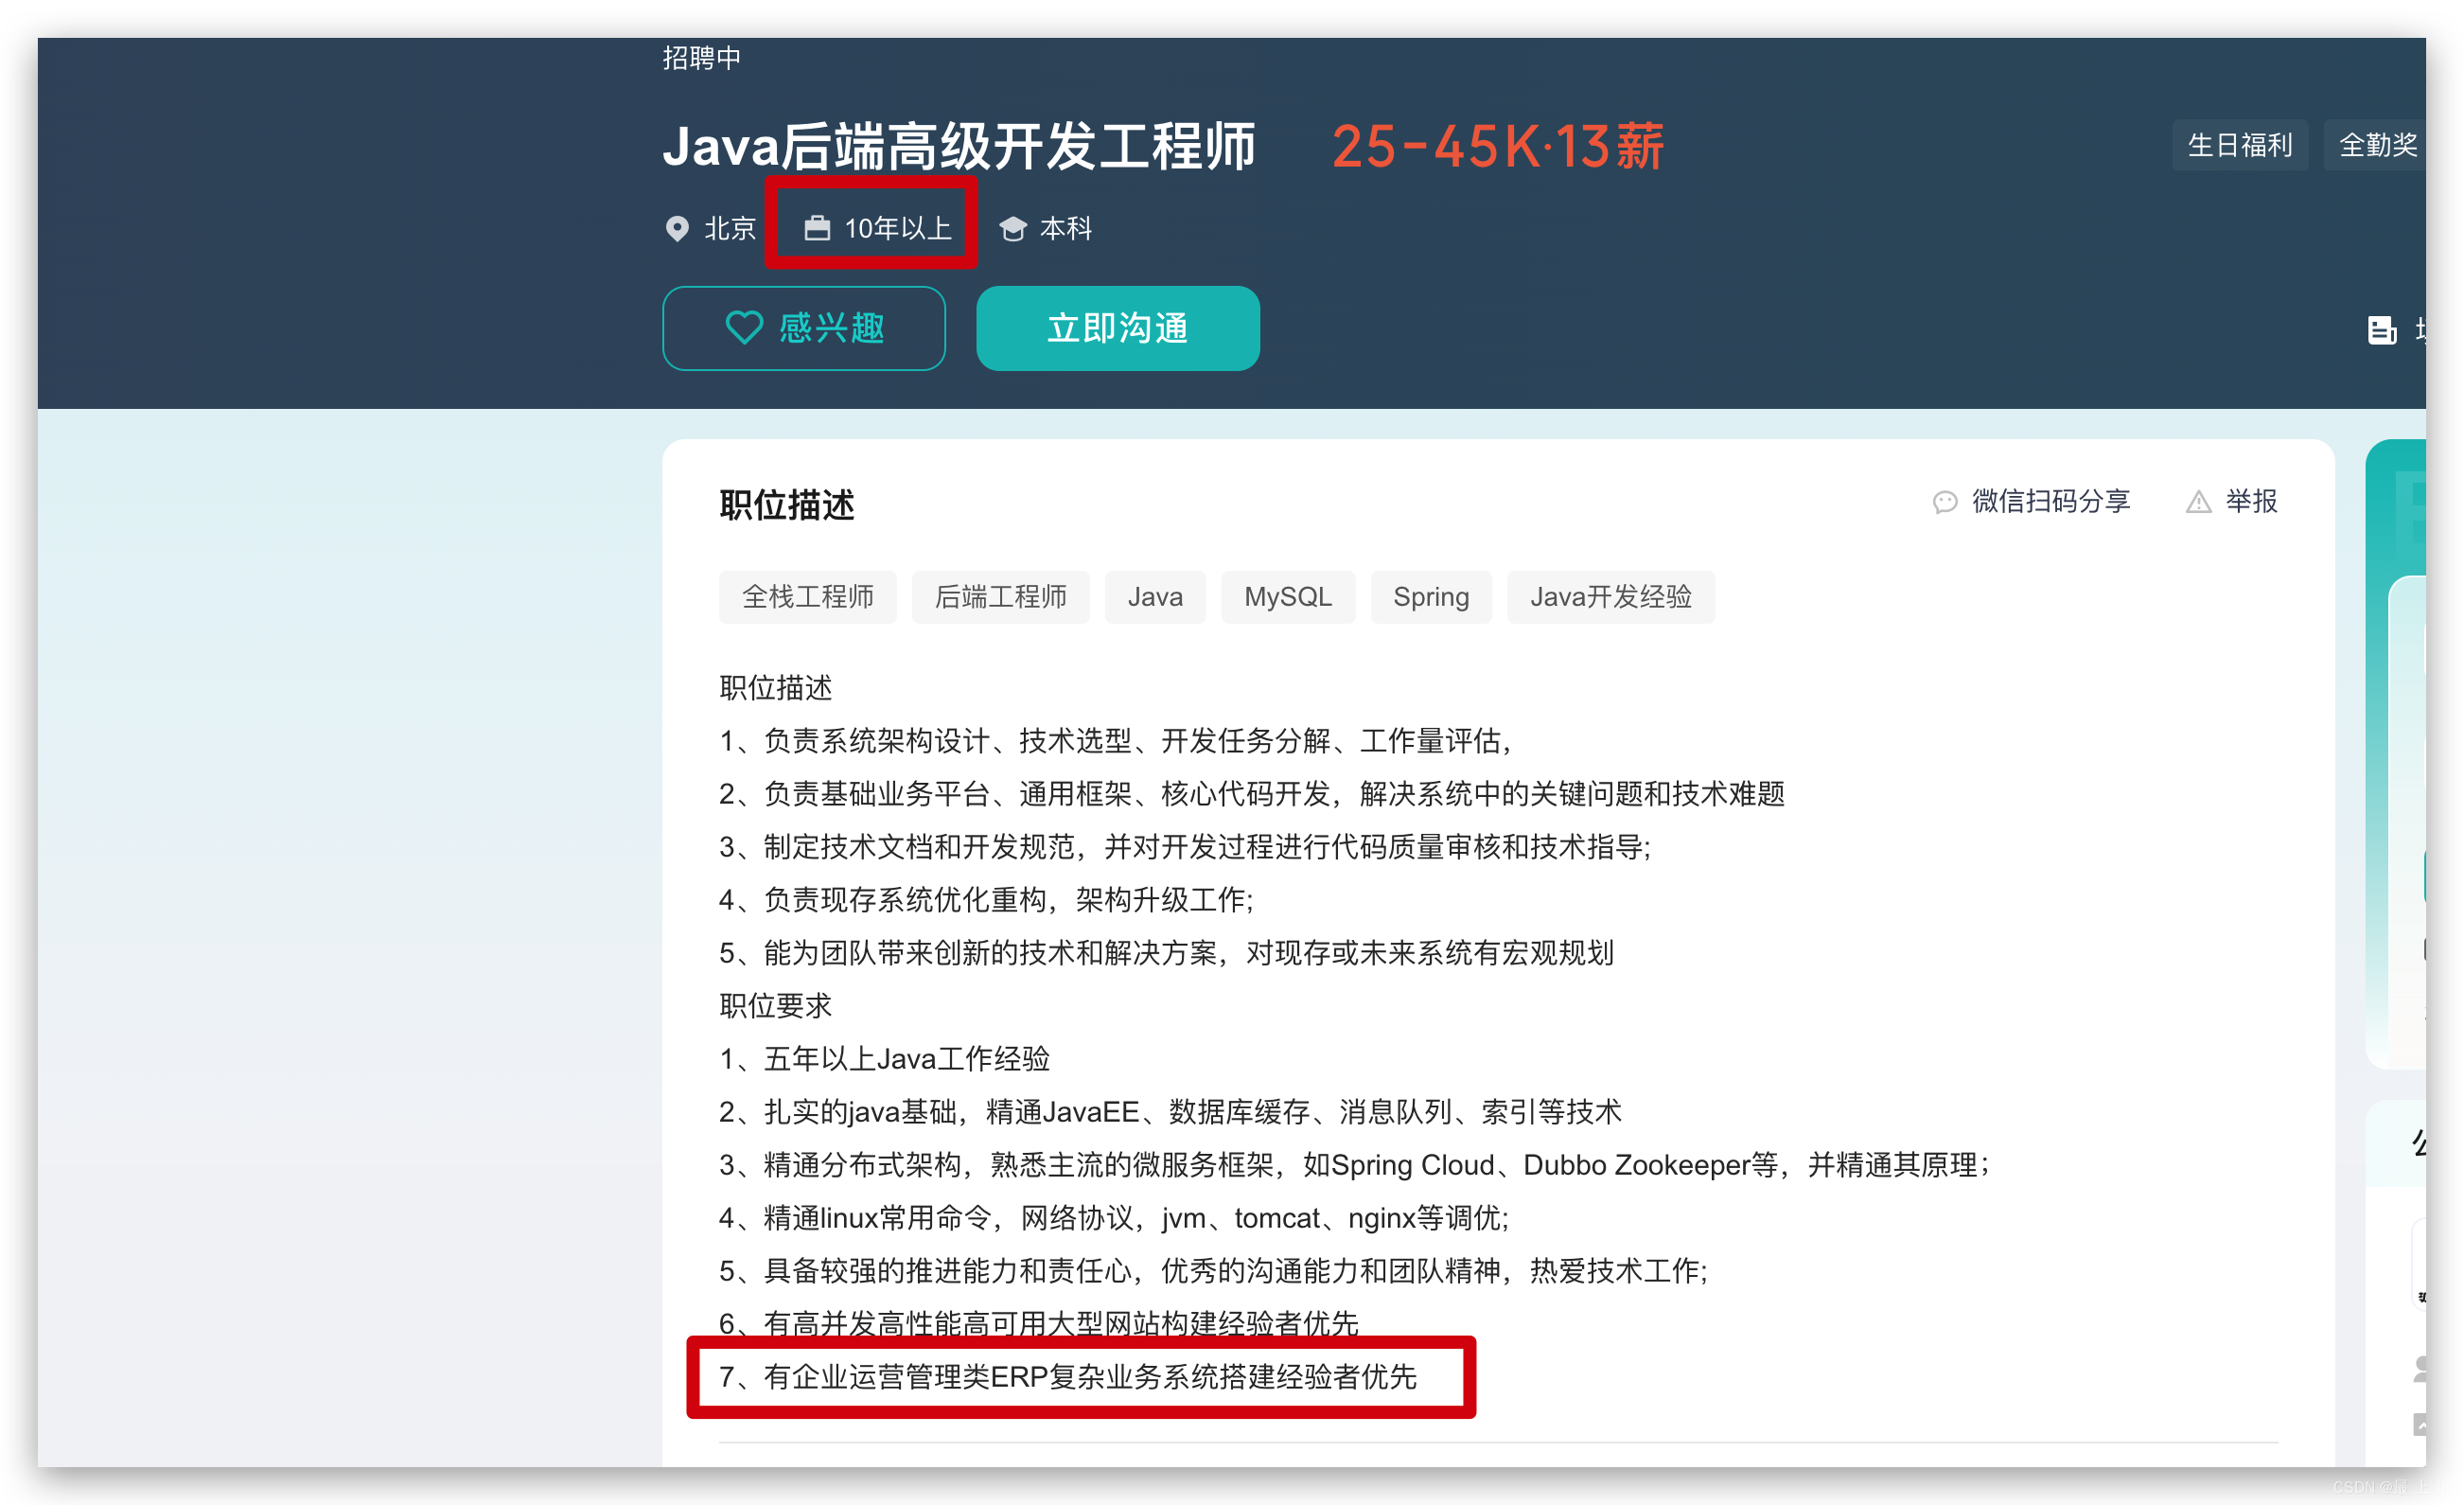 招聘中
Java后端高级开发工程师 25-45K·13薪
生日福利 全勤奖
北京 10年以上 本科
感兴趣 立即沟通
职位描述 微信扫码分享 举报
全栈工程师 后端工程师 Java MySQL Spring Java开发经验
职位描述
1、负责系统架构设计、技术选型、开发任务分解、工作量评估，
2、负责基础业务平台、通用框架、核心代码开发，解决系统中的关键问题和技术难题
3、制定技术文档和开发规范，并对开发过程进行代码质量审核和技术指导;
4、负责现存系统优化重构，架构升级工作;
5、能为团队带来创新的技术和解决方案，对现存或未来系统有宏观规划
职位要求
1、五年以上Java工作经验
2、扎实的java基础，精通JavaEE、数据库缓存、消息队列、索引等技术
3、精通分布式架构，熟悉主流的微服务框架，如Spring Cloud、Dubbo Zookeeper等，并精通其原理；
4、精通linux常用命令，网络协议，jvm、tomcat、nginx等调优;
5、具备较强的推进能力和责任心，优秀的沟通能力和团队精神，热爱技术工作;
6、有高并发高性能高可用大型网站构建经验者优先
7、有企业运营管理类ERP复杂业务系统搭建经验者优先
CSDN